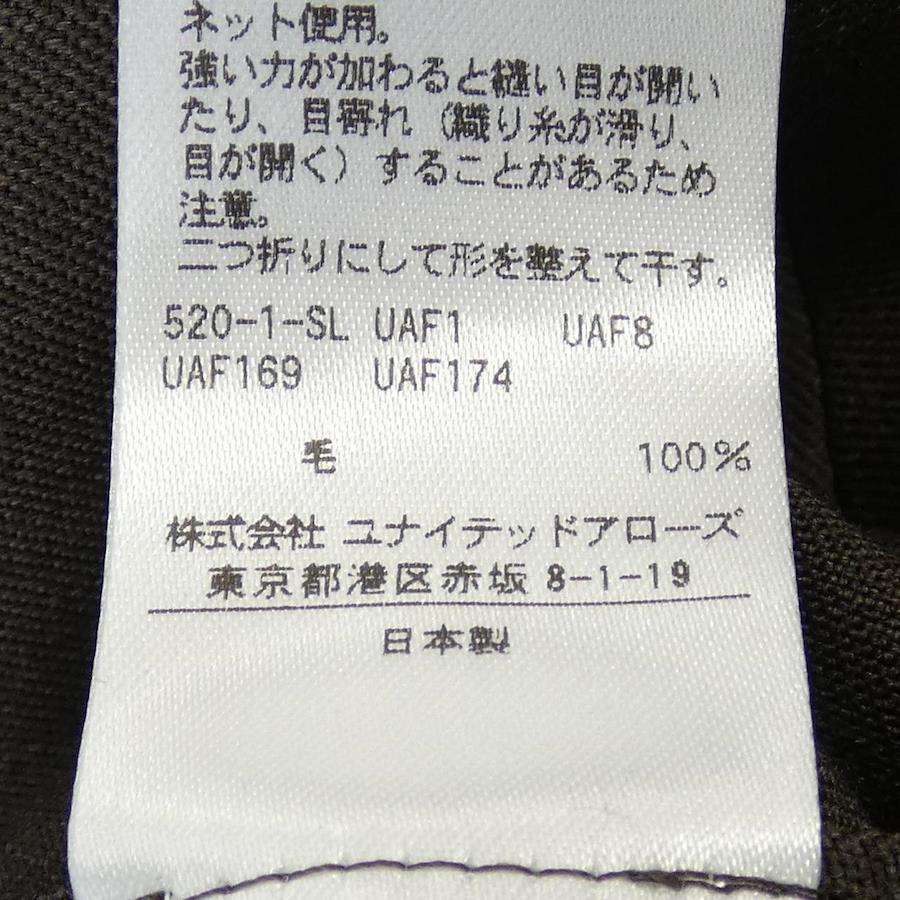 ネット使用。
強い力が加わると縫い目が開い
たり、目寄れ（織り糸が滑り、
目が開く）することがあるため
注意。
二つ折りにして形を整えて干す。
520-1-SL UAF1 UAF8
UAF169 UAF174
毛 100%
株式会社 ユナイテッドアローズ
東京都港区赤坂 8-1-19
日本製